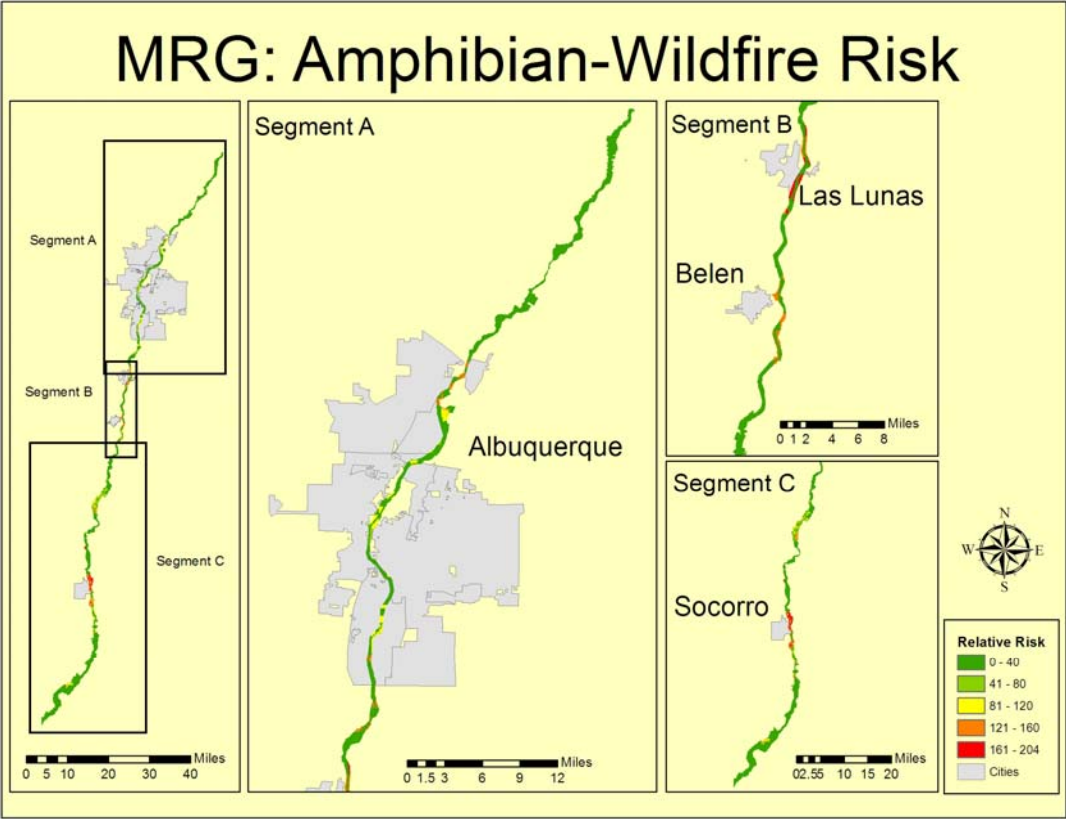 MRG: Amphibian-Wildfire Risk
Segment A
Segment B
Segment C
Miles
0 5 10 20 30 40
Segment A
Albuquerque
Miles
0 1.5 3 6 9 12
Segment B
Las Lunas
Belen
Miles
0 1 2 4 6 8
Segment C
Socorro
Miles
02.55 10 15 20
N
W E
S
Relative Risk
0 - 40
41 - 80
81 - 120
121 - 160
161 - 204
Cities